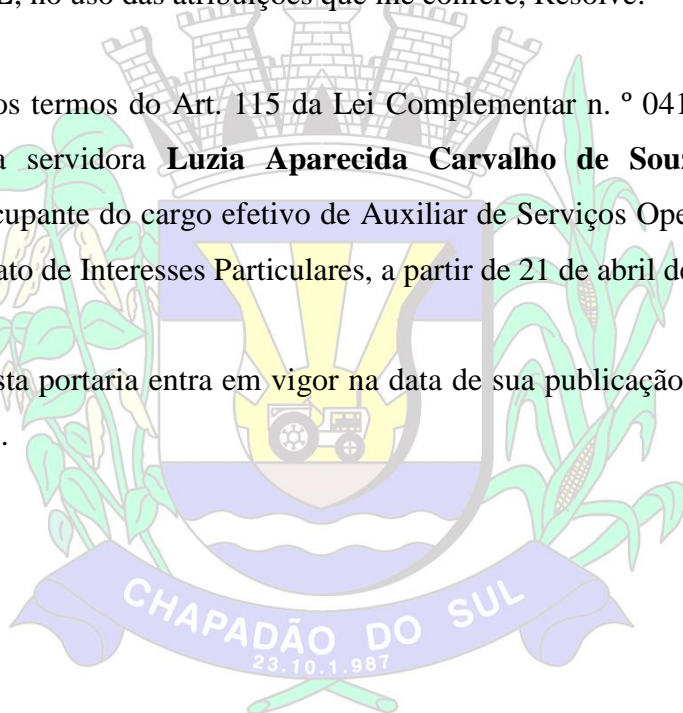 , no uso das atribuições que lhe confere, Resolve:
os termos do Art. 115 da Lei Complementar n. º 041
a servidora Luzia Aparecida Carvalho de Souz
cupante do cargo efetivo de Auxiliar de Serviços Ope
ato de Interesses Particulares, a partir de 21 de abril d
sta portaria entra em vigor na data de sua publicação
.
CHAPADÃO DO SUL
23.10.1.987